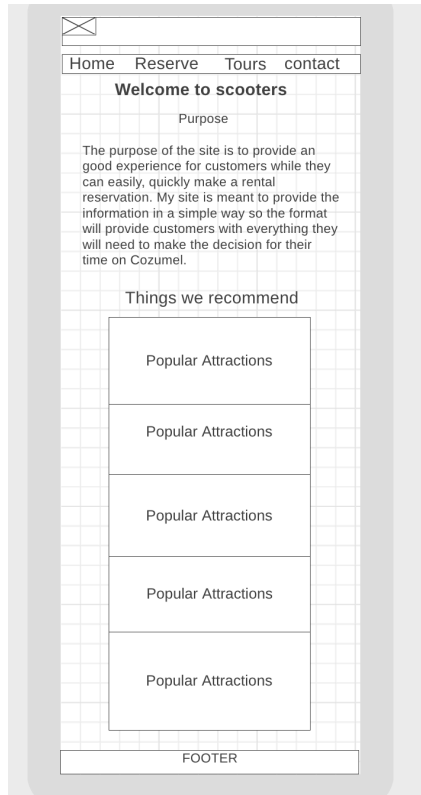 Home Reserve Tours contact
Welcome to scooters
Purpose
The purpose of the site is to provide an
good experience for customers while they
can easily, quickly make a rental
reservation. My site is meant to provide the
information in a simple way so the format
will provide customers with everything they
will need to make the decision for their
time on Cozumel.
Things we recommend
Popular Attractions
Popular Attractions
Popular Attractions
Popular Attractions
Popular Attractions
FOOTER